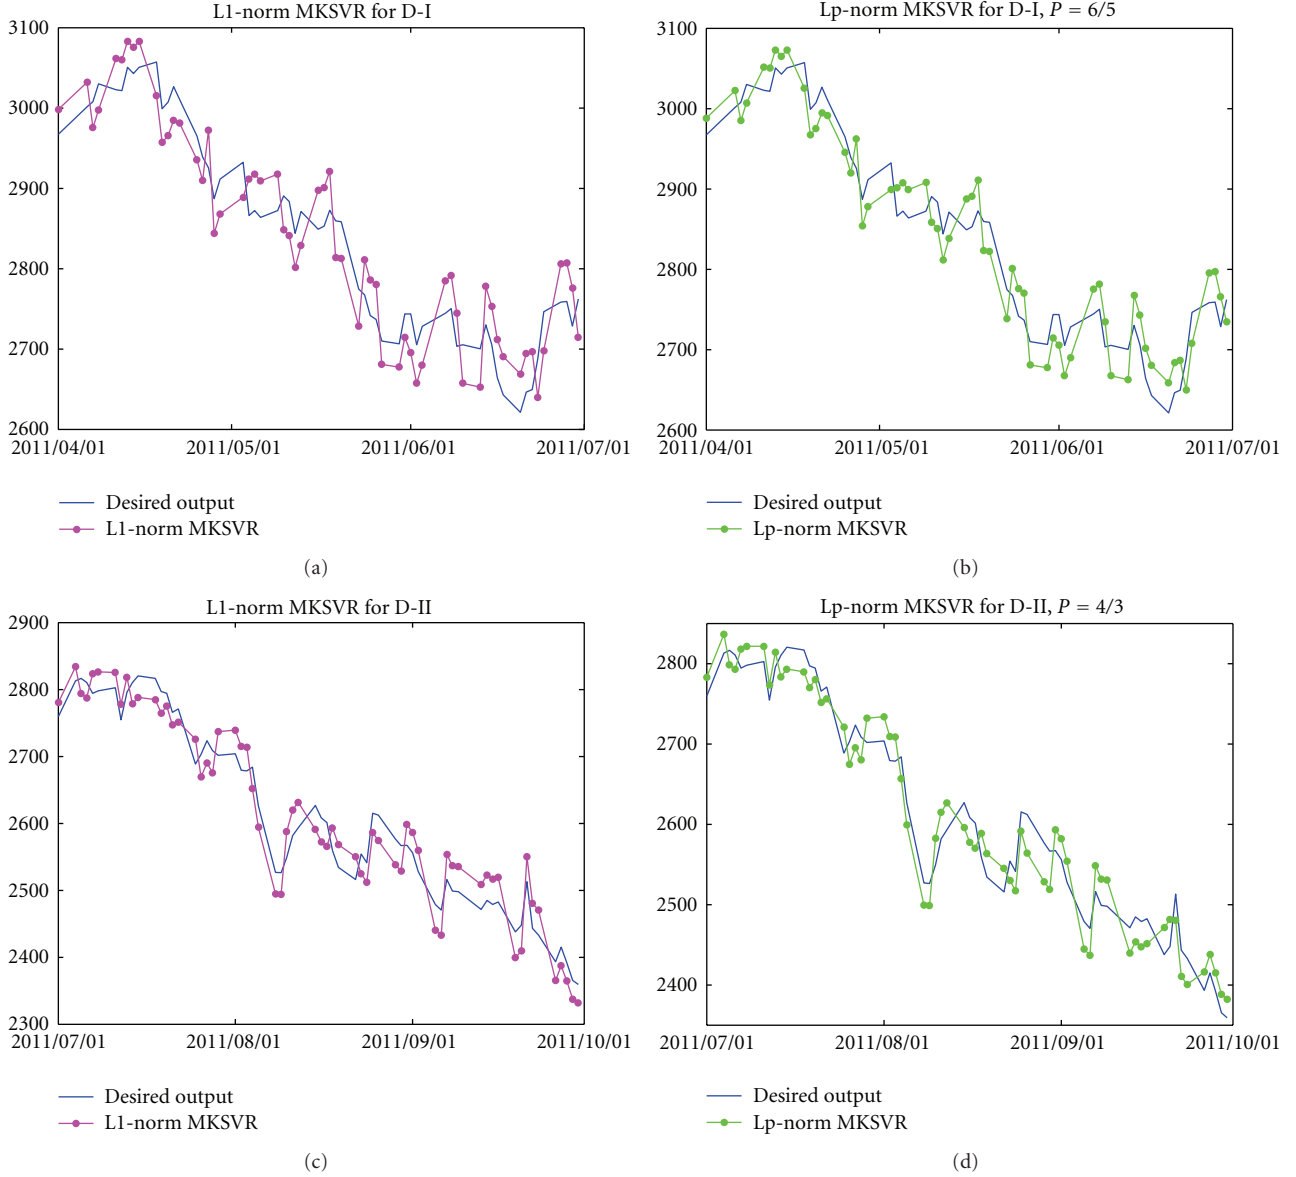 L1-norm MKSVR for D-I
3100
3000
2900
2800
2700
2600
2011/04/01 2011/05/01 2011/06/01 2011/07/01
Desired output
L1-norm MKSVR
(a)
Lp-norm MKSVR for D-I, P = 6/5
3100
3000
2900
2800
2700
2600
2011/04/01 2011/05/01 2011/06/01 2011/07/01
Desired output
Lp-norm MKSVR
(b)
L1-norm MKSVR for D-II
2900
2800
2700
2600
2500
2400
2300
2011/07/01 2011/08/01 2011/09/01 2011/10/01
Desired output
L1-norm MKSVR
(c)
Lp-norm MKSVR for D-II, P = 4/3
2800
2700
2600
2500
2400
2011/07/01 2011/08/01 2011/09/01 2011/10/01
Desired output
Lp-norm MKSVR
(d)